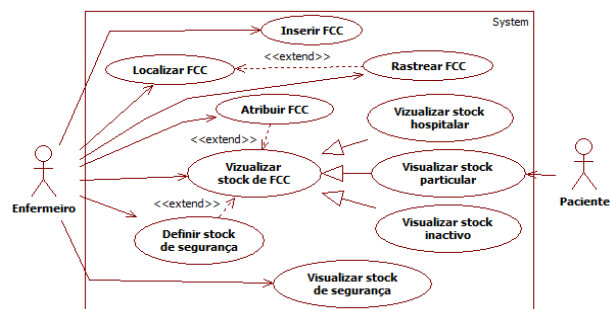 System
Inserir FCC
<<extend>>
Localizar FCC
Rastrear FCC
Atribuir FCC
Vizualizar stock
hospitalar
<<extend>>
Vizualizar
stock de FCC
Visualizar stock
particular
Enfermeiro
Paciente
<<extend>>
Definir stock
de segurança
Visualizar stock
inactivo
Visualizar stock
de segurança